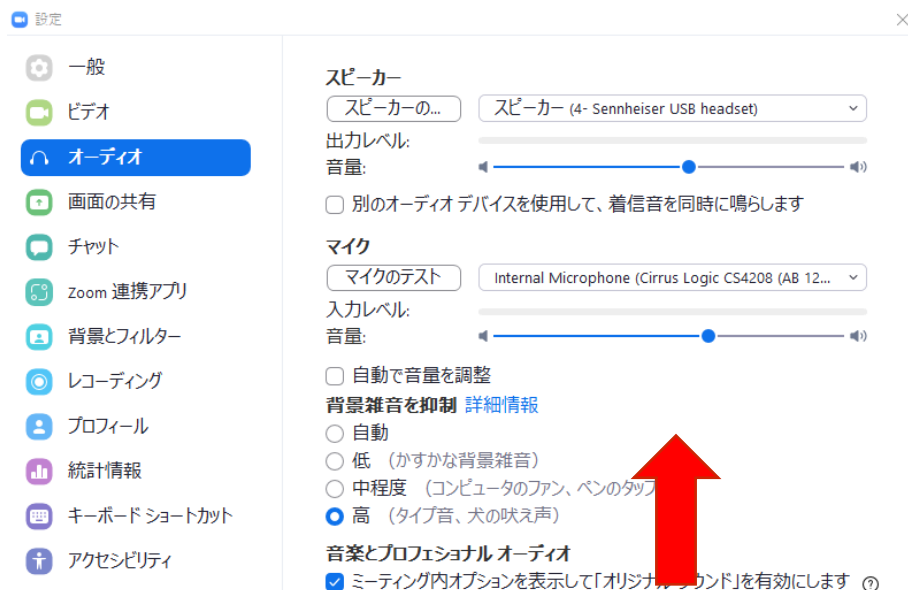 設定
一般
ビデオ
オーディオ
画面の共有
チャット
Zoom 連携アプリ
背景とフィルター
レコーディング
プロフィール
統計情報
キーボード ショートカット
アクセシビリティ
スピーカー
スピーカーの... スピーカー (4- Sennheiser USB headset)
出力レベル:
音量:
別のオーディオ デバイスを使用して、着信音を同時に鳴らします
マイク
マイクのテスト Internal Microphone (Cirrus Logic CS4208 (AB 12...
入力レベル:
音量:
自動で音量を調整
背景雑音を抑制 詳細情報
自動
低 (かすかな背景雑音)
中程度 (コンピュータのファン、ペンのタップ
高 (タイプ音、犬の吠え声)
音楽とプロフェショナル オーディオ
ミーティング内オプションを表示して「オリジナル サウンド」を有効にします